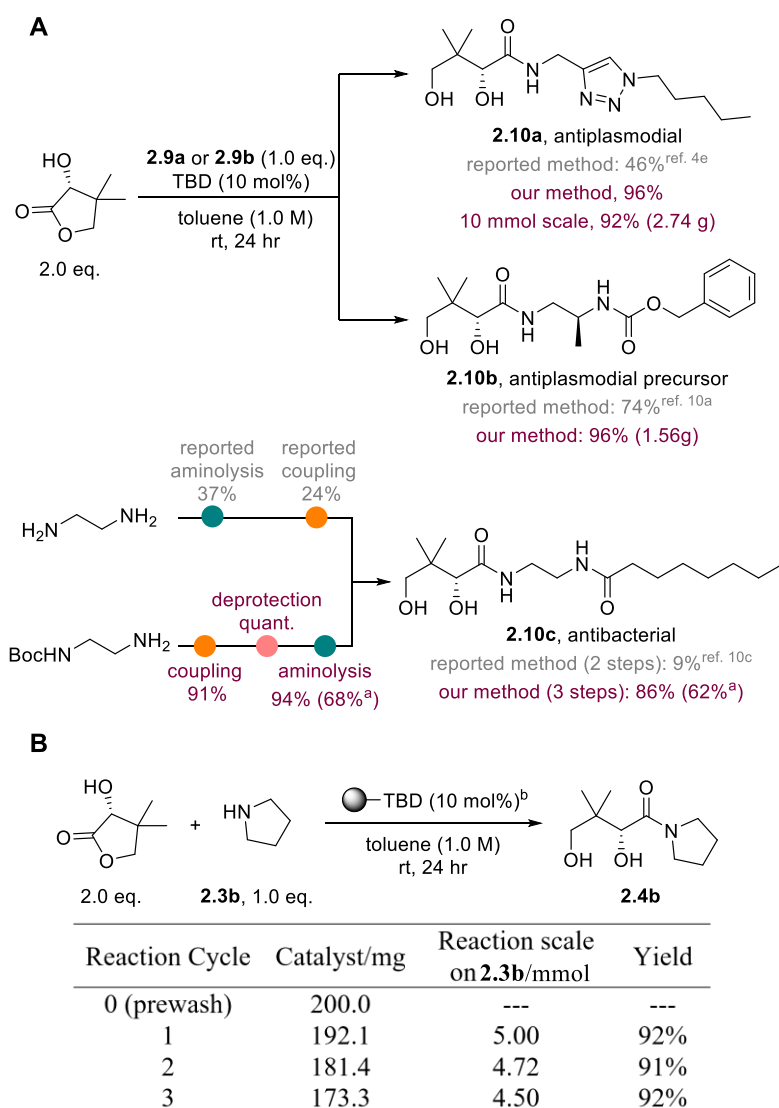 A
HO
O
O
2.0 eq.
2.9a or 2.9b (1.0 eq.)
TBD (10 mol%)
toluene (1.0 M)
rt, 24 hr
O
N
H
OH
OH
N
N
N
2.10a, antiplasmodial
reported method: 46%ref. 4e
our method, 96%
10 mmol scale, 92% (2.74 g)
O
H
N
O
N
H
O
OH
OH
2.10b, antiplasmodial precursor
reported method: 74%ref. 10a
our method: 96% (1.56g)
reported
aminolysis
37%
reported
coupling
24%
H2N
NH2
deprotection
quant.
BocHN
NH2
coupling
91%
aminolysis
94% (68%a)
O
H
N
N
H
O
OH
OH
2.10c, antibacterial
reported method (2 steps): 9%ref. 10c
our method (3 steps): 86% (62%a)
B
HO
O
O
2.0 eq.
+
HN
2.3b, 1.0 eq.
TBD (10 mol%)b
toluene (1.0 M)
rt, 24 hr
O
N
OH
OH
2.4b
Reaction Cycle Catalyst/mg Reaction scale on 2.3b/mmol Yield
0 (prewash) 200.0 --- ---
1 192.1 5.00 92%
2 181.4 4.72 91%
3 173.3 4.50 92%